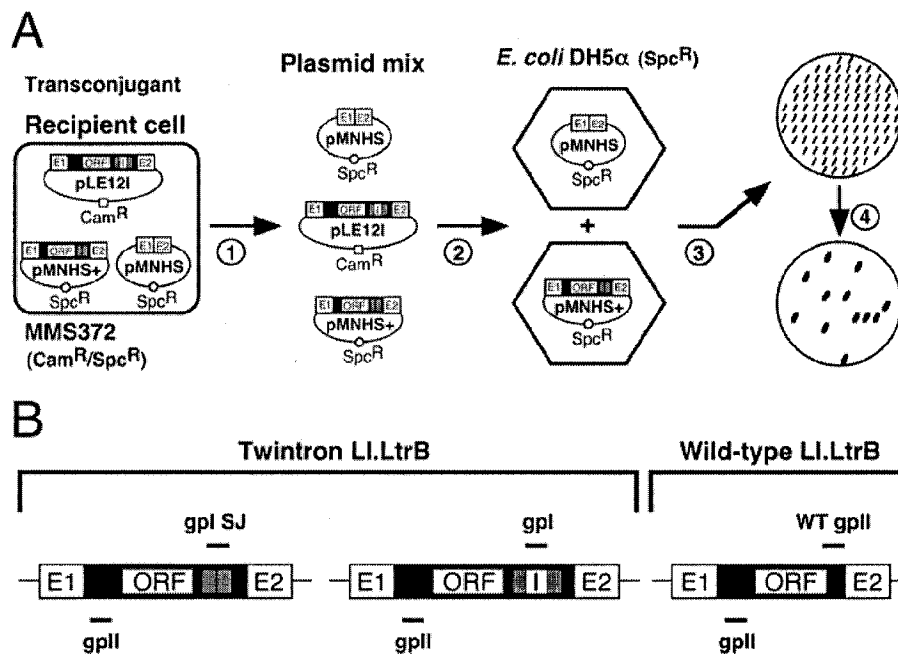 A
Transconjugant
Recipient cell
E1 ORF E2
pLE12I
CamR
E1 ORF E2
pMNHS+
SpcR
E1 E2
pMNHS
SpcR
MMS372
(CamR/SpcR)
1
Plasmid mix
E1 E2
pMNHS
SpcR
E1 ORF E2
pLE12I
CamR
E1 ORF E2
pMNHS+
SpcR
2
E. coli DH5α (SpcR)
E1 E2
pMNHS
SpcR
+
E1 ORF E2
pMNHS+
SpcR
3
4
B
Twintron Ll.LtrB
Wild-type Ll.LtrB
gpI SJ
gpI
WT gpII
E1 ORF E2
E1 ORF I E2
E1 ORF E2
gpII
gpII
gpII